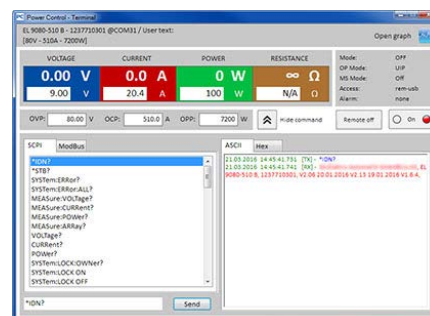 Power Control - Terminal
EL 9080-510 B - 1237710301 @COM31 / User text:
[80V - 510A - 7200W]
Open graph
VOLTAGE CURRENT POWER RESISTANCE
0.00 V 0.0 A 0 W ∞ Ω
9.00 V 20.4 A 100 W N/A Ω
Mode: OFF
OP Mode: UIP
MS Mode: Off
Access: rem-usb
Alarm: none
OVP: 80.00 V OCP: 510.0 A OPP: 7200 W Hide command Remote off On
SCPI ModBus
*IDN?
*STB?
SYSTem:ERRor?
SYSTem:ERRor:ALL?
MEASure:VOLTage?
MEASure:CURRent?
MEASure:POWer?
MEASure:ARRay?
VOLTage?
CURRent?
POWer?
SYSTem:LOCK:OWNer?
SYSTem:LOCK ON
SYSTem:LOCK OFF
*IDN? Send
ASCII Hex
21.03.2016 14:45:41.731 [TX] - *IDN?
21.03.2016 14:45:41.741 [RX] - , EL
9080-510 B, 1237710301, V2.06 20.01.2016 V2.13 19.01.2016 V1.6.4,